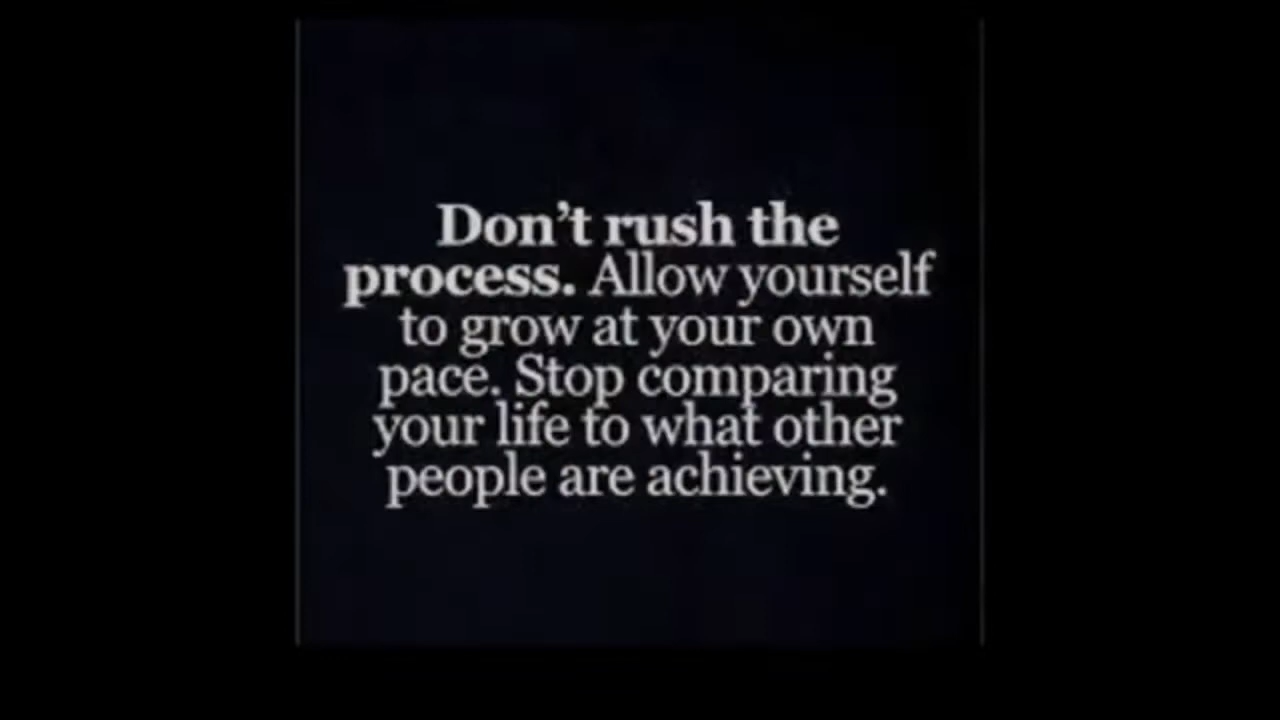 Don't rush the
process. Allow yourself
to grow at your own
pace. Stop comparing
your life to what other
people are achieving.